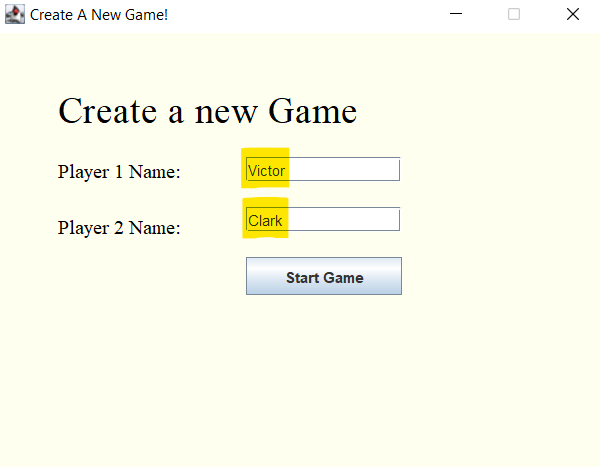 Create A New Game!
Create a new Game
Player 1 Name: Victor
Player 2 Name: Clark
Start Game